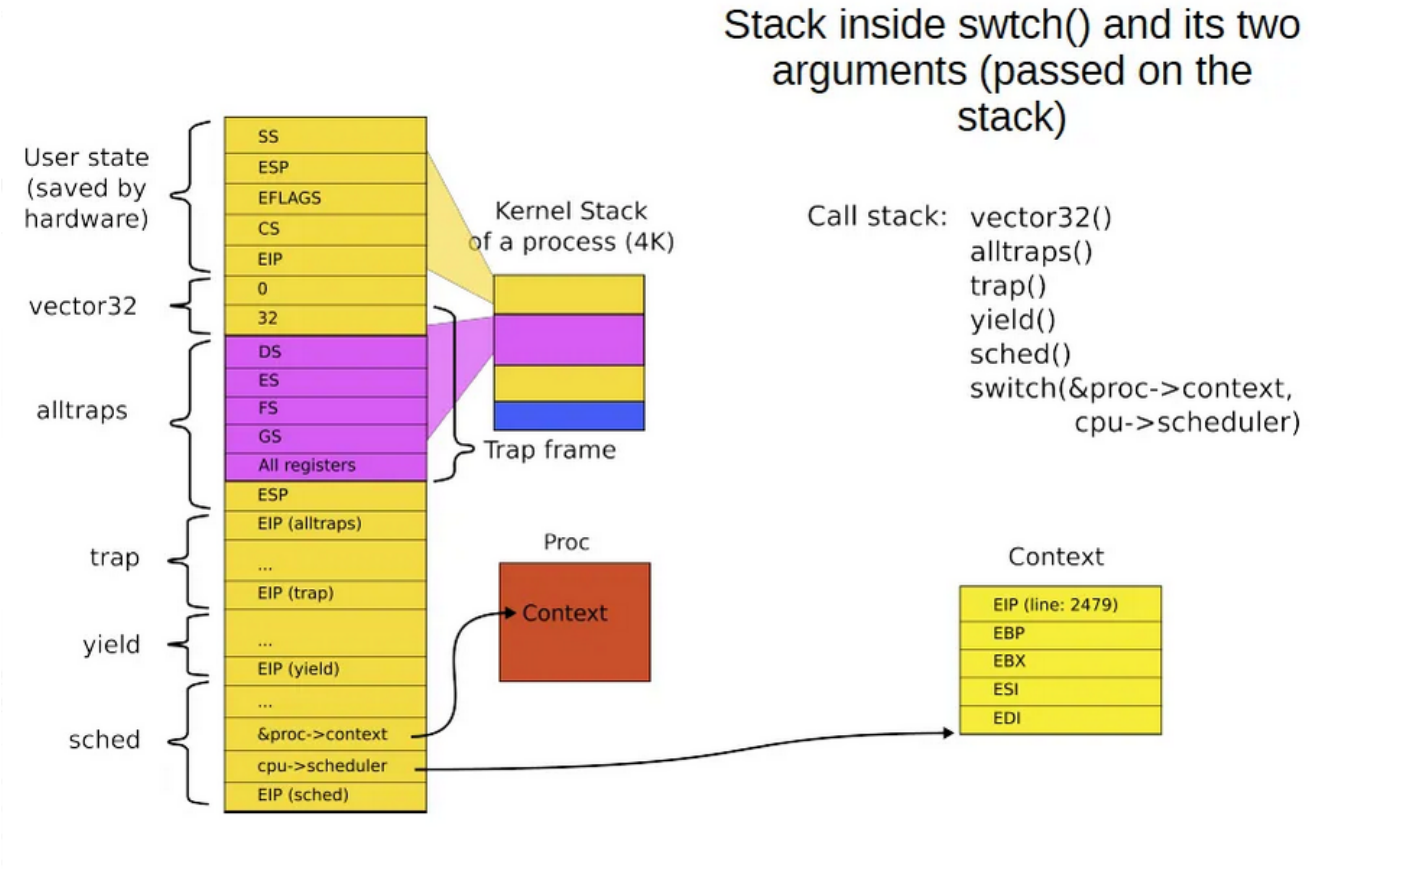 Stack inside swtch() and its two
arguments (passed on the
stack)
User state
(saved by
hardware)
vector32
alltraps
trap
yield
sched
SS
ESP
EFLAGS
CS
EIP
0
32
DS
ES
FS
GS
All registers
ESP
EIP (alltraps)
...
EIP (trap)
...
EIP (yield)
...
&proc->context
cpu->scheduler
EIP (sched)
Kernel Stack
of a process (4K)
Trap frame
Proc
Context
Call stack: vector32()
alltraps()
trap()
yield()
sched()
switch(&proc->context,
cpu->scheduler)
Context
EIP (line: 2479)
EBP
EBX
ESI
EDI